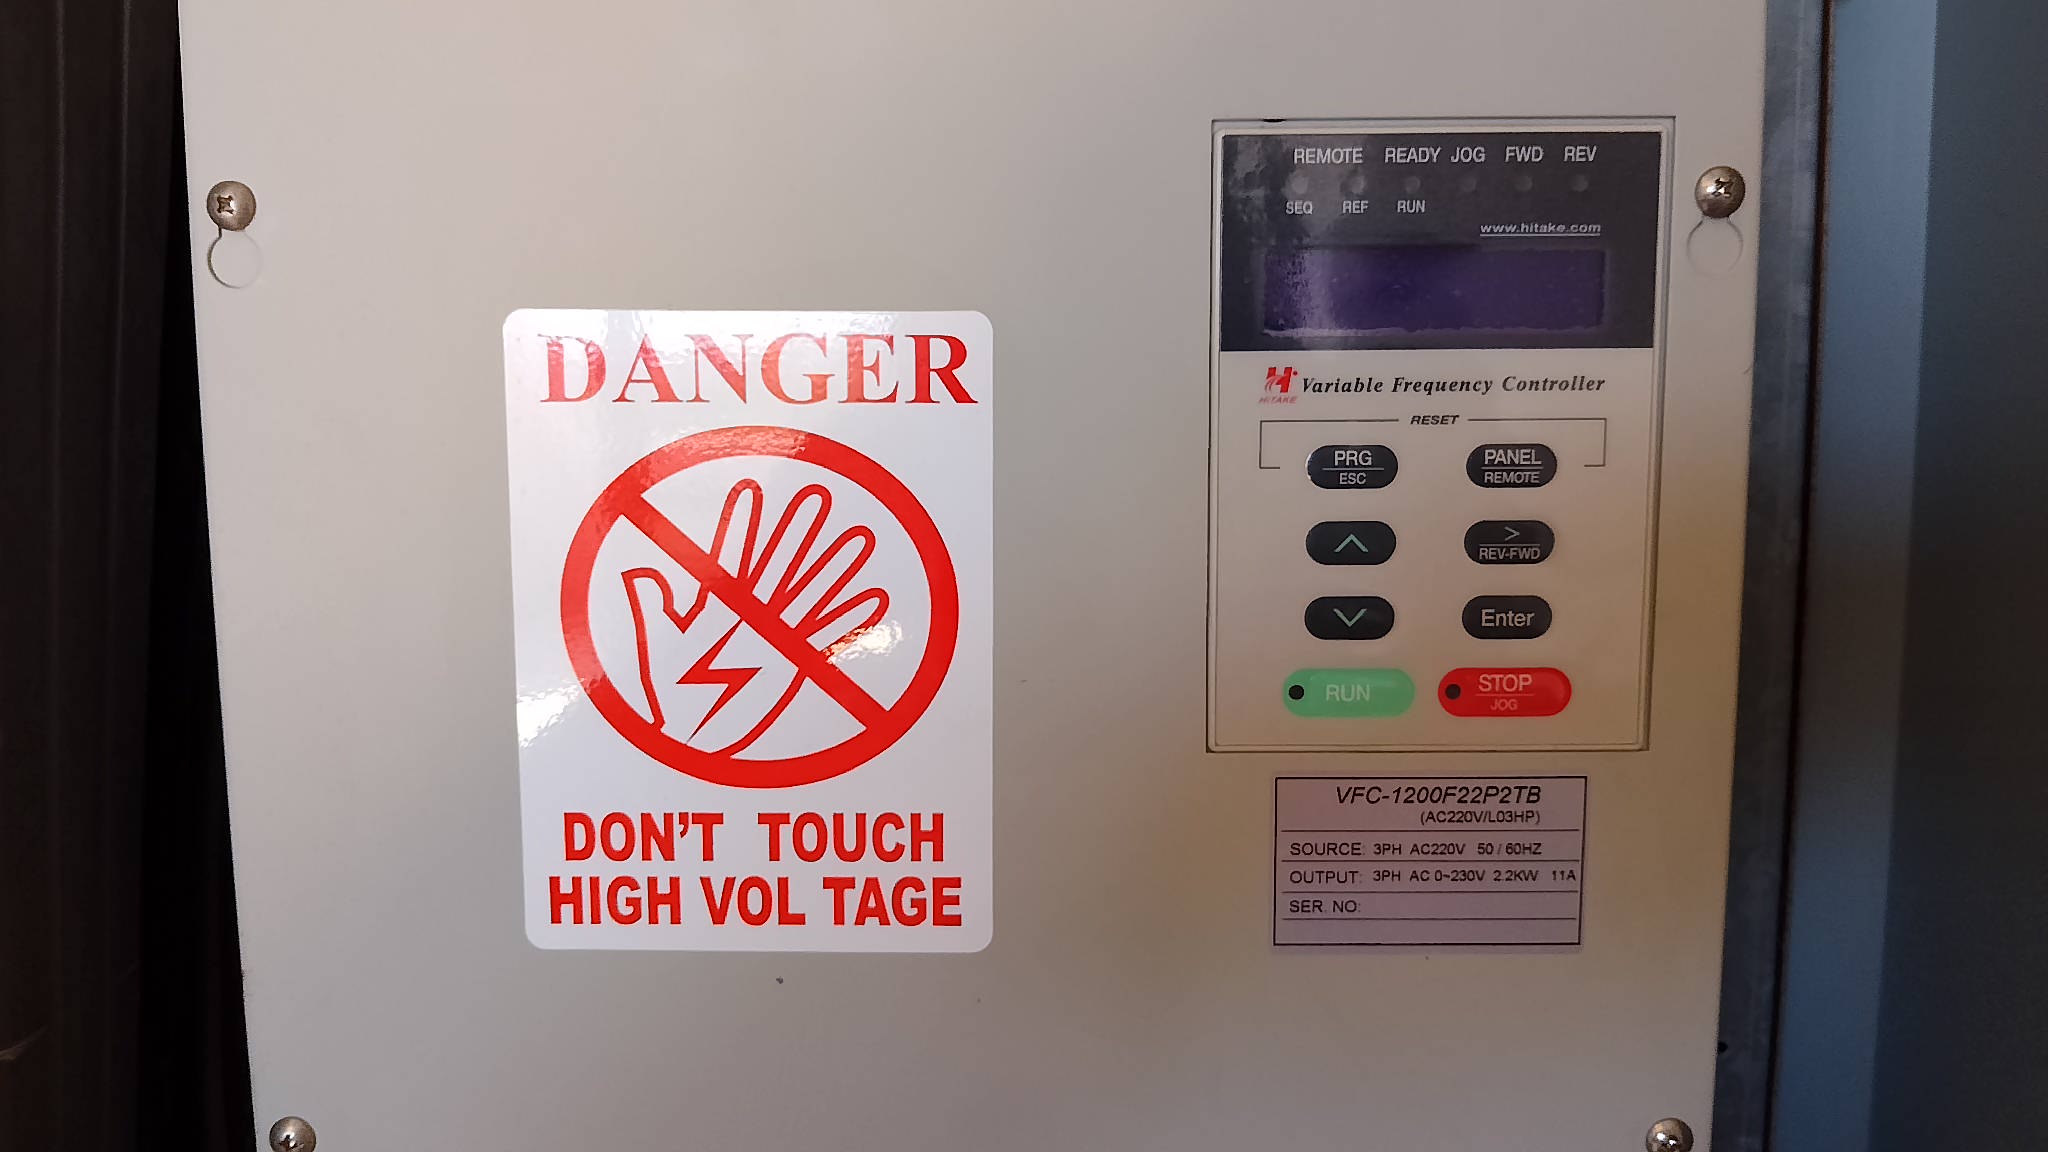 DANGER
DON'T TOUCH
HIGH VOL TAGE
REMOTE READY JOG FWD REV
SEQ REF RUN
www.hitake.com
HITAKE Variable Frequency Controller
RESET
PRG
ESC
PANEL
REMOTE
>
REV-FWD
Enter
RUN
STOP
JOG
VFC-1200F22P2TB
(AC220V/L03HP)
SOURCE: 3PH AC220V 50 / 60HZ
OUTPUT: 3PH AC 0~230V 2.2KW 11A
SER. NO: